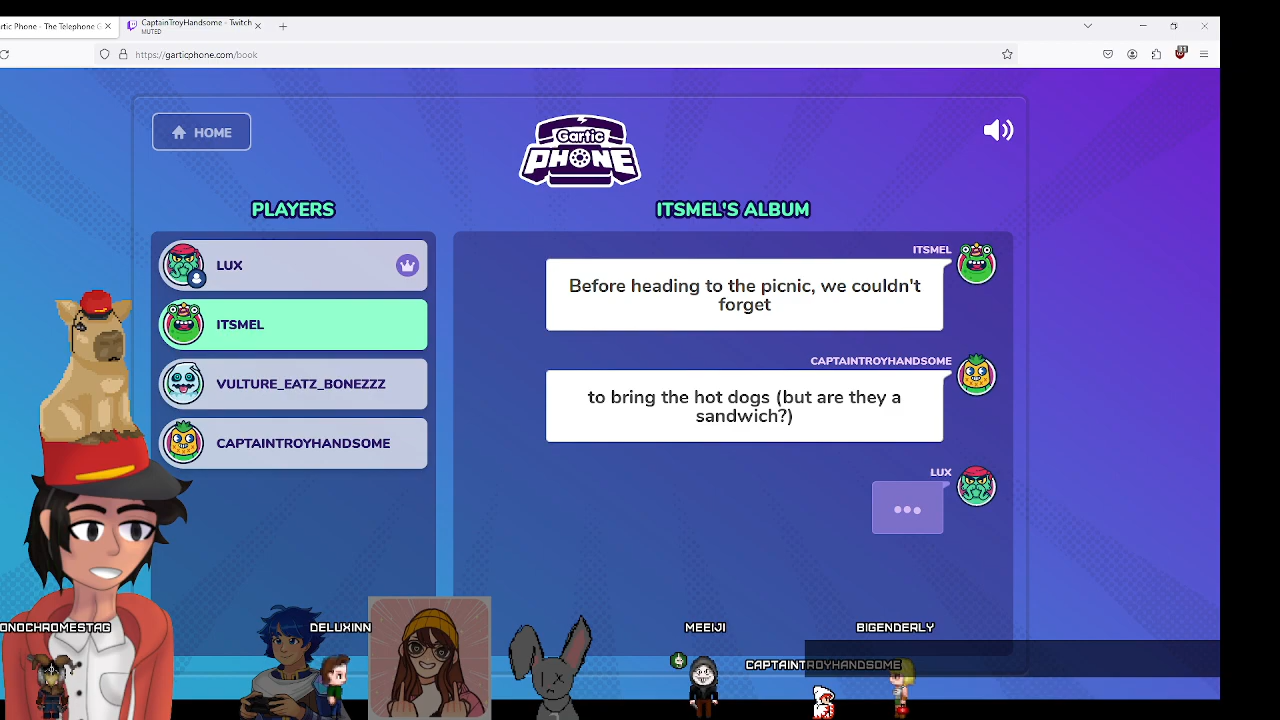 rtic Phone - The Telephone G
CaptainTroyHandsome - Twitch
MUTED
https://garticphone.com/book
11
HOME
Gartic
PHONE
PLAYERS
ITSMEL'S ALBUM
LUX
ITSMEL
VULTURE_EATZ_BONEZZZ
CAPTAINTROYHANDSOME
ITSMEL
Before heading to the picnic, we couldn't
forget
CAPTAINTROYHANDSOME
to bring the hot dogs (but are they a
sandwich?)
LUX
...
ONOCHROMESTAG
DELUXINN
MEEIJI
BIGENDERLY
CAPTAINTROYHANDSOME